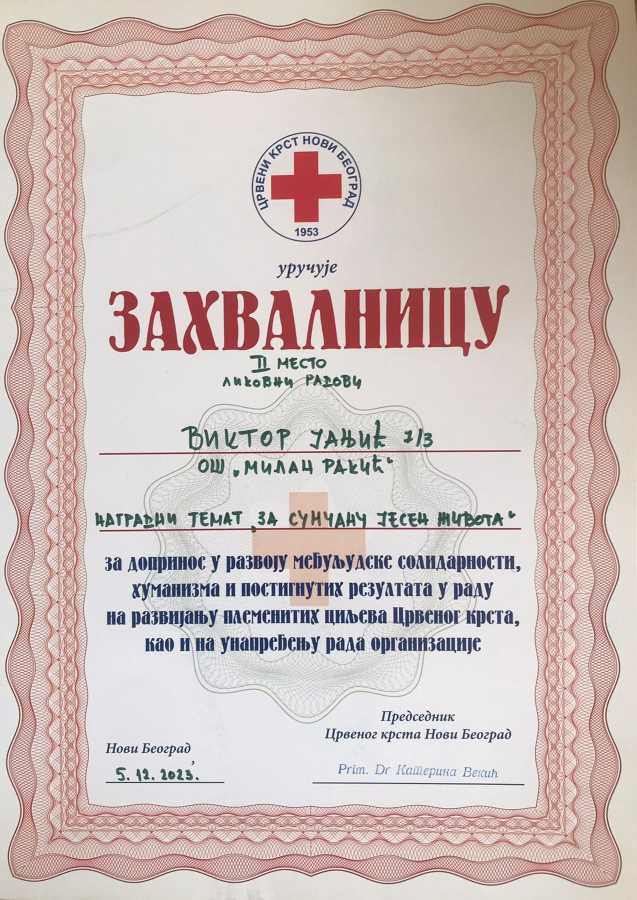 ЦРВЕНИ КРСТ НОВИ БЕОГРАД
1953
уручује
ЗАХВАЛНИЦУ
II МЕСТО
ЛИКОВНИ РАДОВИ
ВИКТОР ЈАЊИЋ 1/3
ОШ „МИЛАН РАКИЋ“
НАГРАДНИ ТЕМАТ „ЗА СУНЧАНУ ЈЕСЕН ЖИВОТА“
за допринос у развоју међуљудске солидарности,
хуманизма и постигнутих резултата у раду
на развијању племенитих циљева Црвеног крста,
као и на унапређењу рада организације
Председник
Црвеног крста Нови Београд
Нови Београд
5.12.2023.
Prim. Dr Катерина Векић